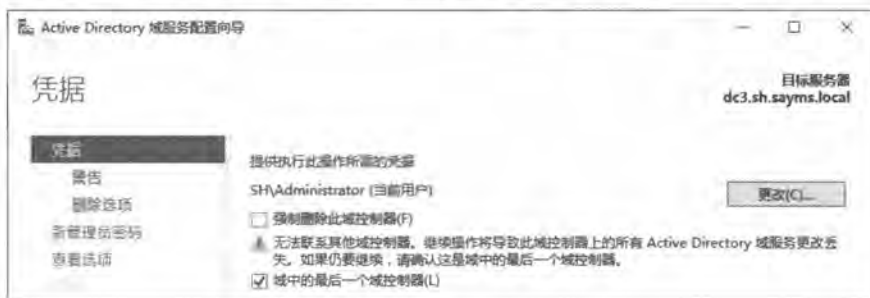 Active Directory 域服务配置向导
凭据
目标服务器
dc3.sh.sayms.local
凭据
警告
删除选项
新管理员密码
查看选项
提供执行此操作所需的凭据
SH\Administrator (当前用户)
更改(C)...
强制删除此域控制器(F)
无法联系其他域控制器。继续操作将导致此域控制器上的所有 Active Directory 域服务更改丢
失。如果仍要继续，请确认这是域中的最后一个域控制器。
域中的最后一个域控制器(L)